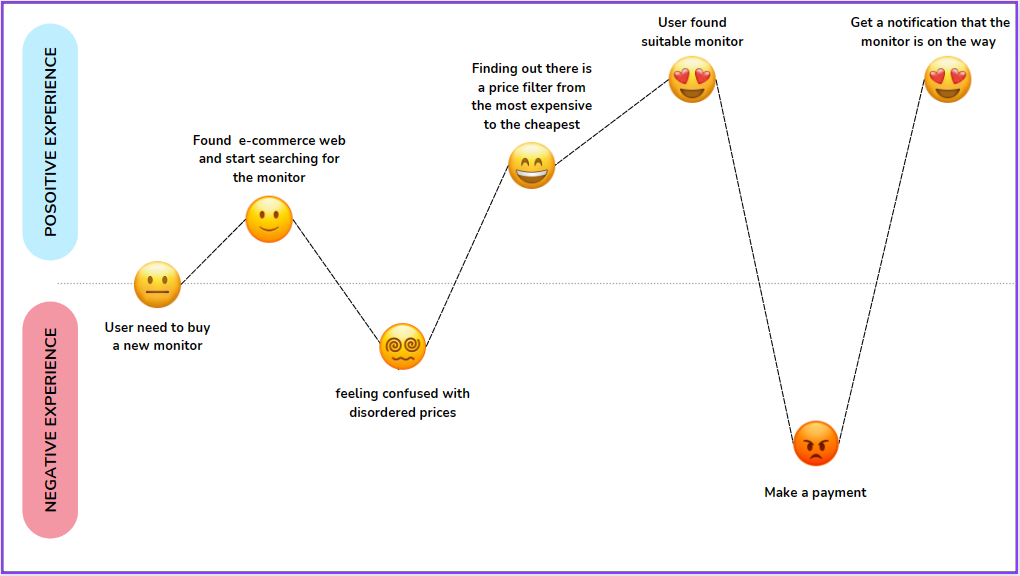 POSOITIVE EXPERIENCE
NEGATIVE EXPERIENCE
User need to buy
a new monitor
Found e-commerce web
and start searching for
the monitor
feeling confused with
disordered prices
Finding out there is
a price filter from
the most expensive
to the cheapest
User found
suitable monitor
Make a payment
Get a notification that the
monitor is on the way